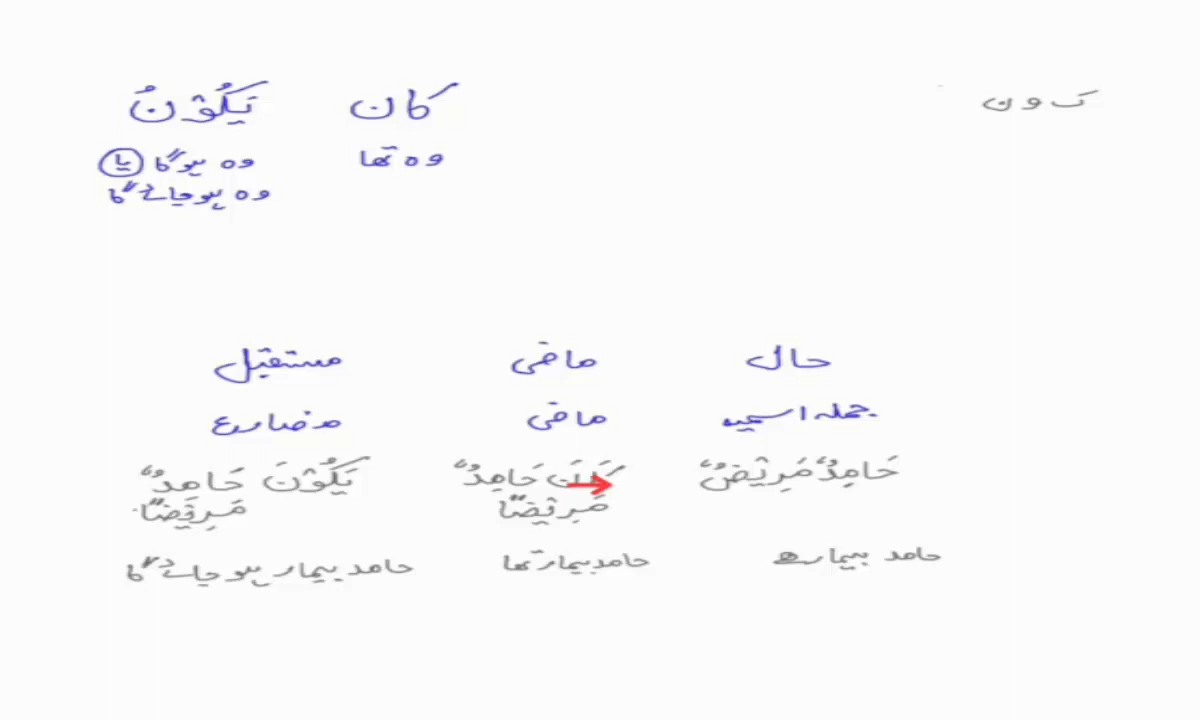 ک و ن
کان یَکُوْنُ
وہ تھا وہ ہوگا یا
وہ ہو جائے گا
حال ماضی مستقبل
جملہ اسمیہ ماضی مضارع
حَامِدٌ مَرِیْضٌ کَانَ حَامِدٌ یَکُوْنَ حَامِدٌ
مَرِیْضًا مَرِیْضًا
حامد بیمار ہے حامد بیمار تھا حامد بیمار ہو جائے گا